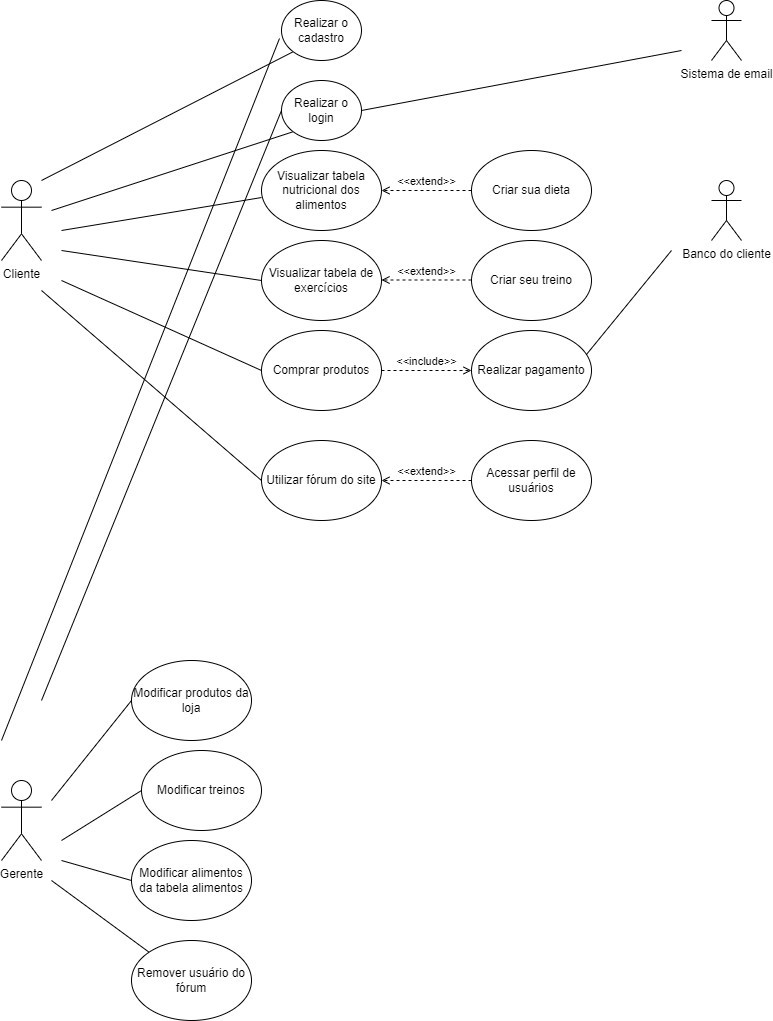 Realizar o
cadastro
Sistema de email
Realizar o
login
Visualizar tabela
nutricional dos
alimentos
<<extend>>
Criar sua dieta
Cliente
Banco do cliente
Visualizar tabela de
exercícios
<<extend>>
Criar seu treino
Comprar produtos
<<include>>
Realizar pagamento
Utilizar fórum do site
<<extend>>
Acessar perfil de
usuários
Modificar produtos da
loja
Modificar treinos
Gerente
Modificar alimentos
da tabela alimentos
Remover usuário do
fórum